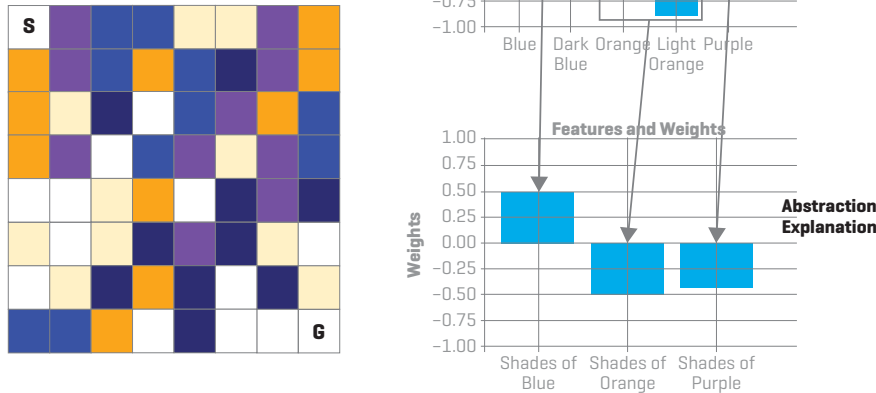 S
G
−0.75
−1.00
Blue Dark Orange Light Purple
Blue Orange
Features and Weights
1.00
0.75
0.50
0.25
0.00
−0.25
−0.50
−0.75
−1.00
Weights
Shades of Shades of Shades of
Blue Orange Purple
Abstraction
Explanation